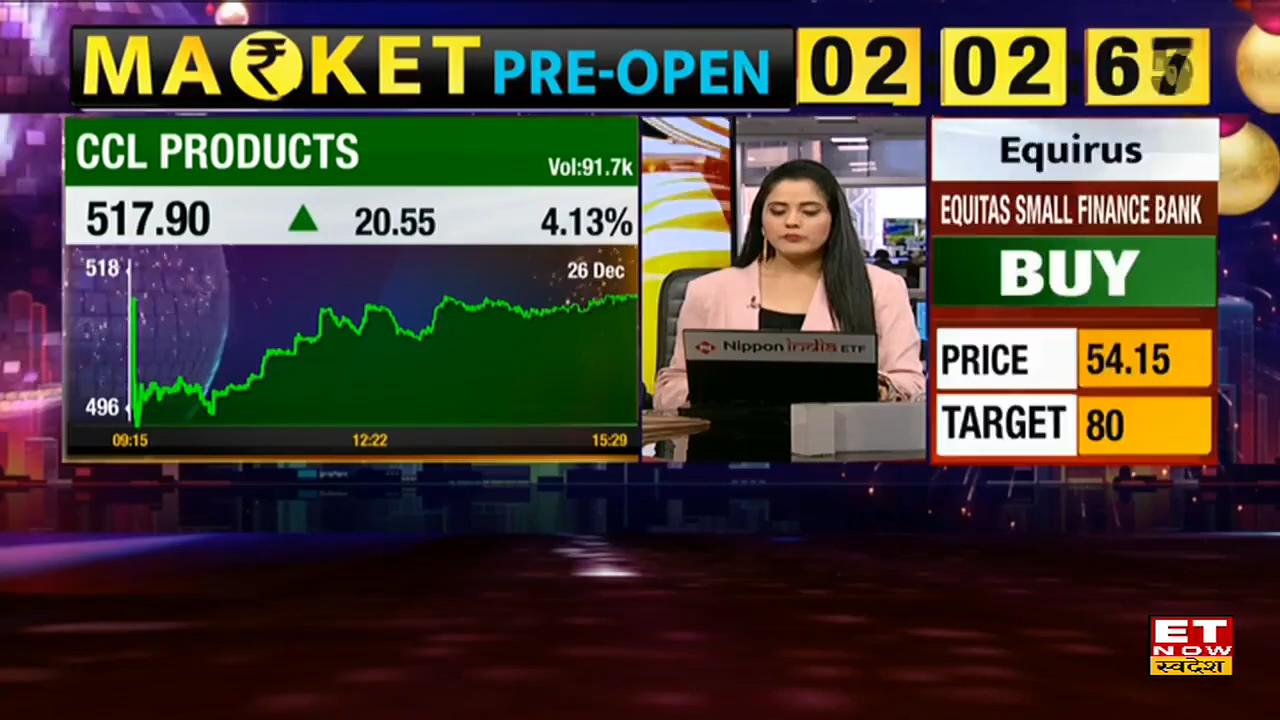 MA₹KET PRE-OPEN 02 02
CCL PRODUCTS
Vol:91.7k
517.90 ▲ 20.55 4.13%
518
26 Dec
496
09:15 12:22 15:29
Nippon india ETF
Equirus
EQUITAS SMALL FINANCE BANK
BUY
PRICE 54.15
TARGET 80
ET
NOW
स्वदेश